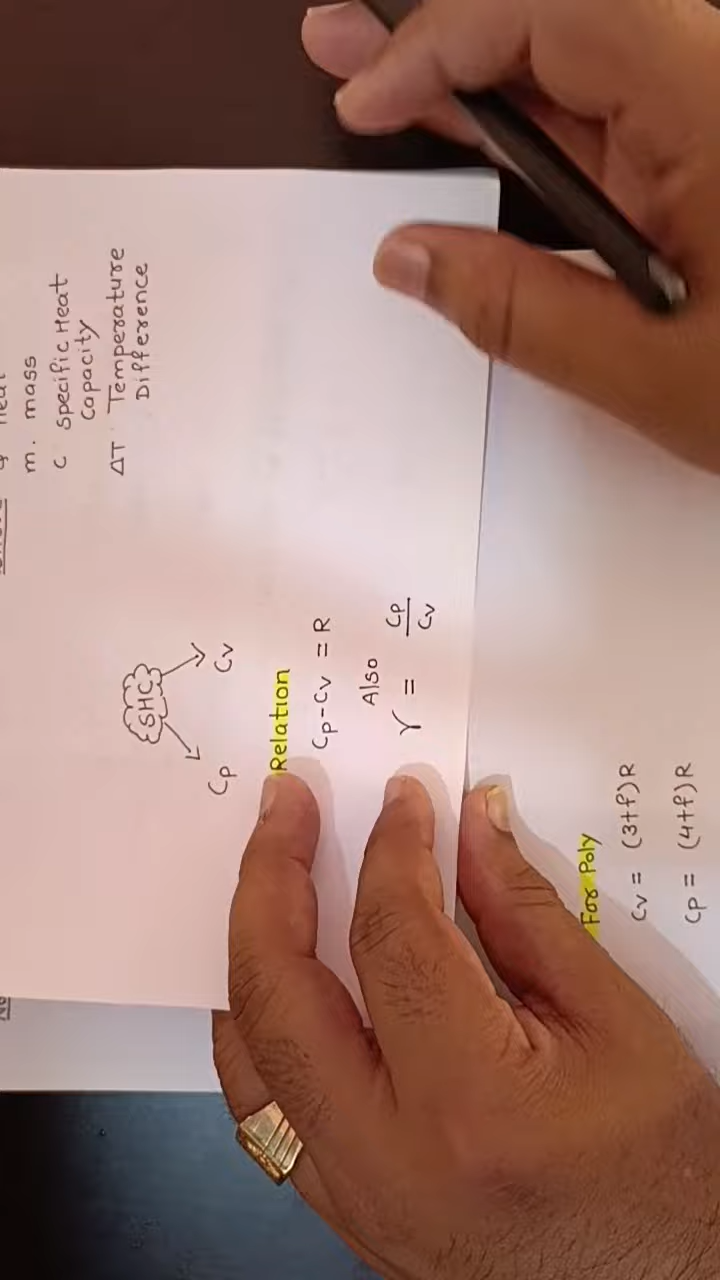 m. mass
C Specific Heat
Capacity
ΔT Temperature
Difference
SHC
Cp Cv
Relation
Cp-Cv = R
Also
γ = Cp/Cv
For Poly
Cv = (3+f)R
Cp = (4+f)R